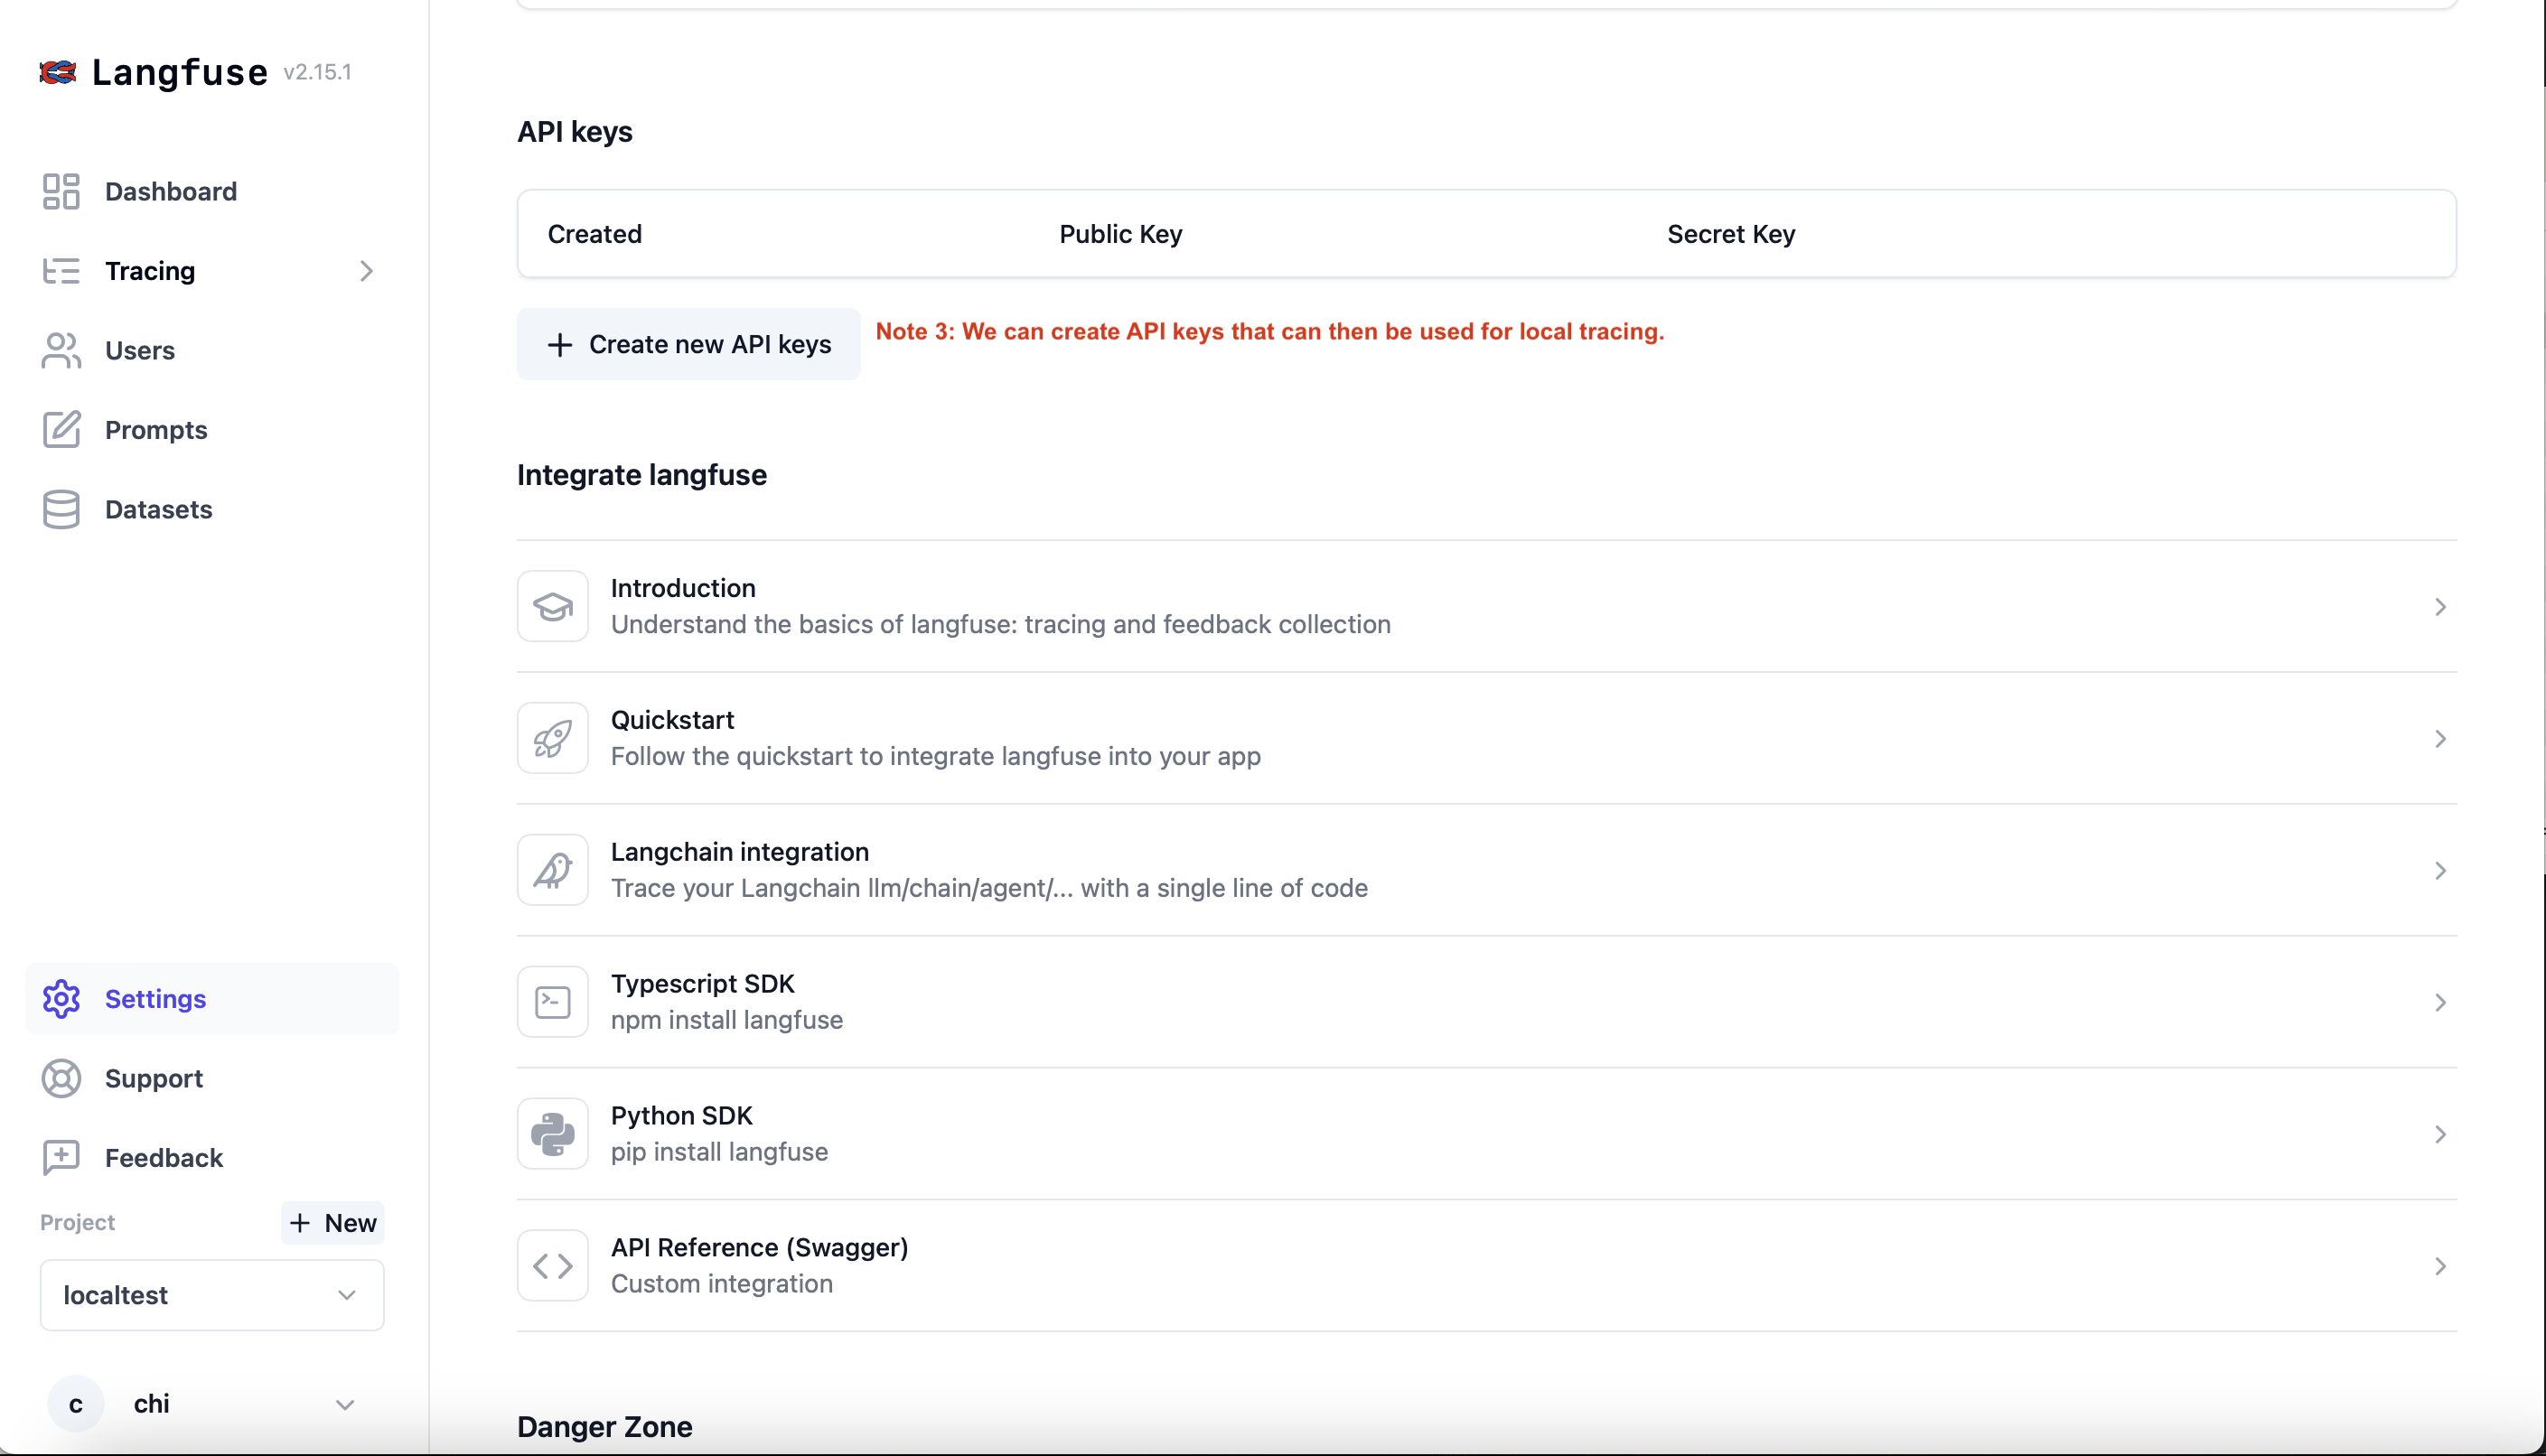 Langfuse v2.15.1
Dashboard
Tracing
Users
Prompts
Datasets
Settings
Support
Feedback
Project
+ New
localtest
c chi
API keys
Created Public Key Secret Key
+ Create new API keys
Note 3: We can create API keys that can then be used for local tracing.
Integrate langfuse
Introduction
Understand the basics of langfuse: tracing and feedback collection
Quickstart
Follow the quickstart to integrate langfuse into your app
Langchain integration
Trace your Langchain llm/chain/agent/... with a single line of code
Typescript SDK
npm install langfuse
Python SDK
pip install langfuse
API Reference (Swagger)
Custom integration
Danger Zone